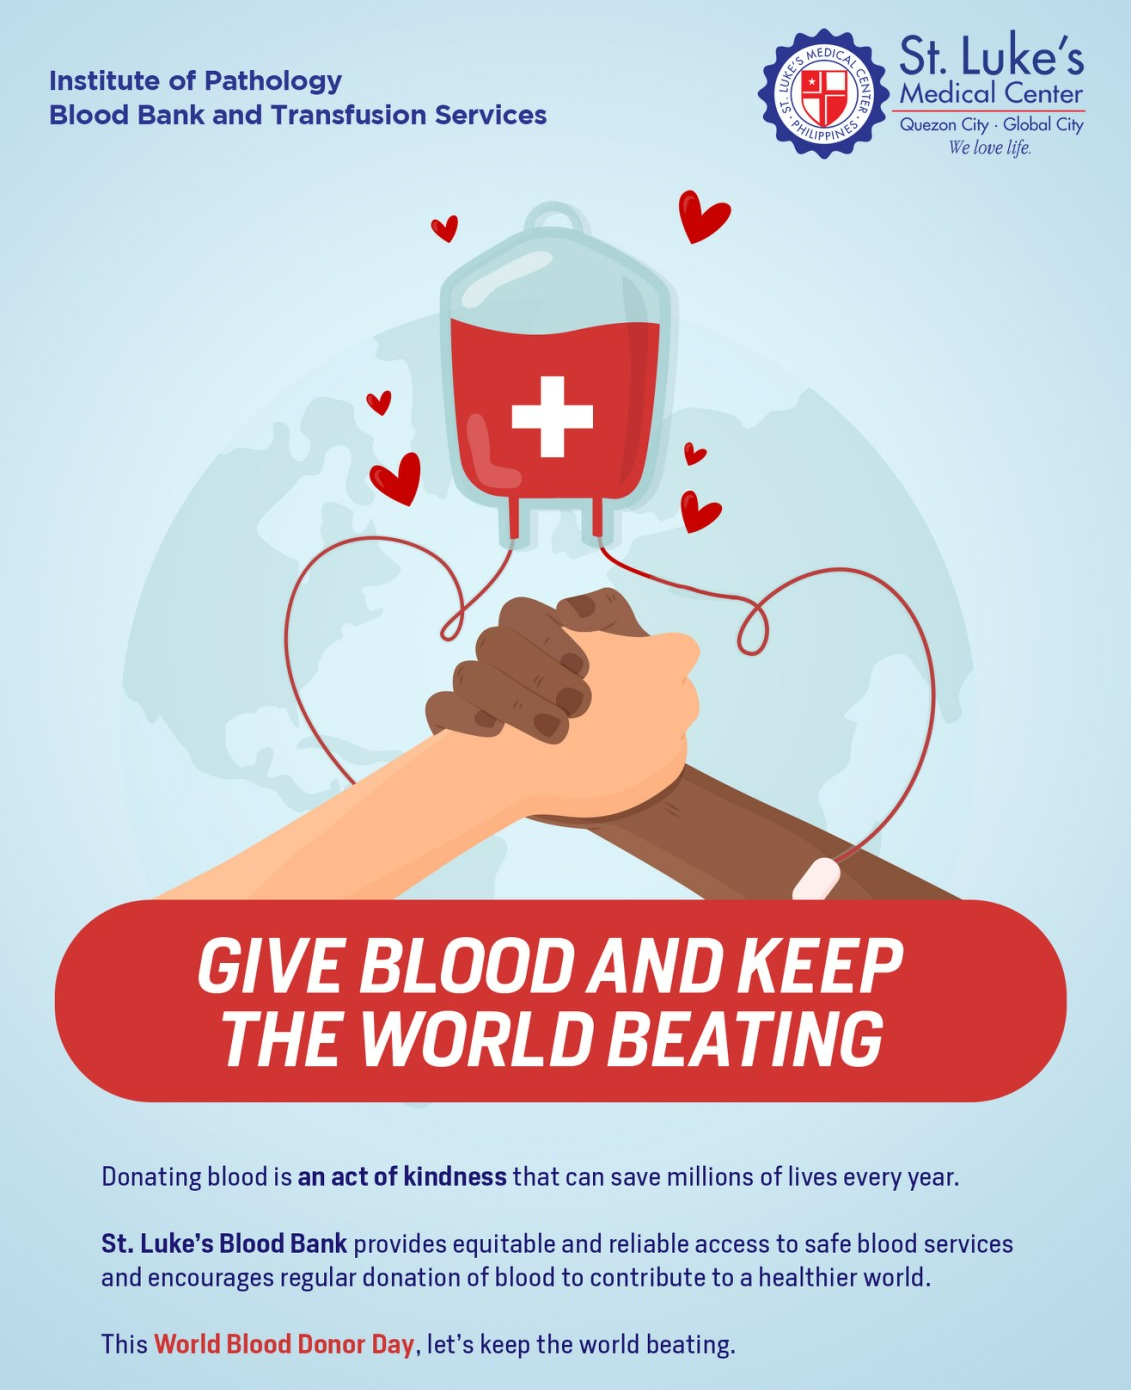 Institute of Pathology
Blood Bank and Transfusion Services
ST. LUKE'S MEDICAL CENTER · PHILIPPINES ·
St. Luke's
Medical Center
Quezon City · Global City
We love life.
GIVE BLOOD AND KEEP
THE WORLD BEATING
Donating blood is an act of kindness that can save millions of lives every year.
St. Luke's Blood Bank provides equitable and reliable access to safe blood services
and encourages regular donation of blood to contribute to a healthier world.
This World Blood Donor Day, let's keep the world beating.